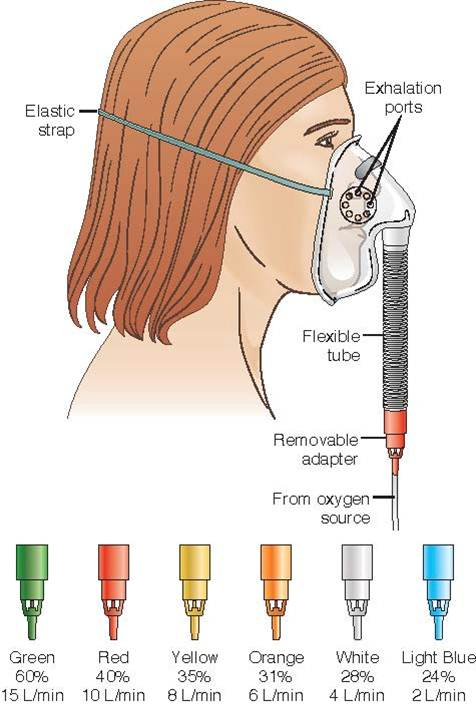 Elastic
strap
Exhalation
ports
Flexible
tube
Removable
adapter
From oxygen
source
Green
60%
15 L/min
Red
40%
10 L/min
Yellow
35%
8 L/min
Orange
31%
6 L/min
White
28%
4 L/min
Light Blue
24%
2 L/min